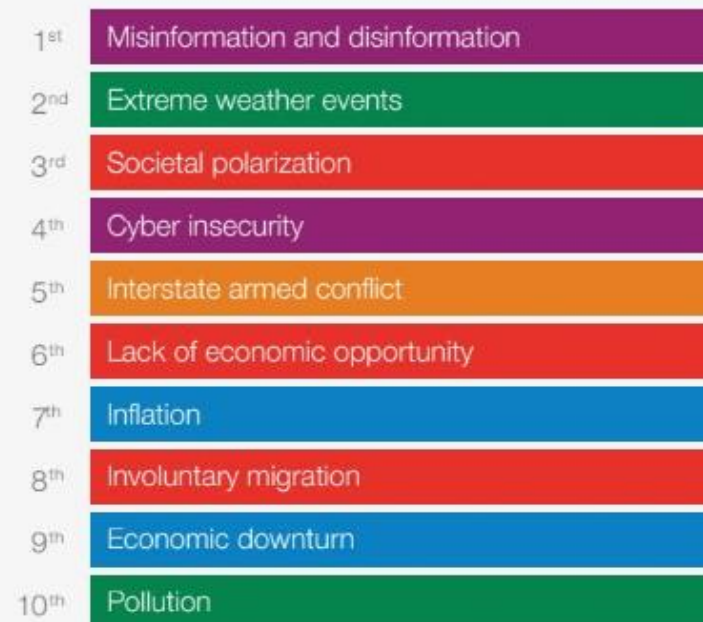 1st Misinformation and disinformation
2nd Extreme weather events
3rd Societal polarization
4th Cyber insecurity
5th Interstate armed conflict
6th Lack of economic opportunity
7th Inflation
8th Involuntary migration
9th Economic downturn
10th Pollution